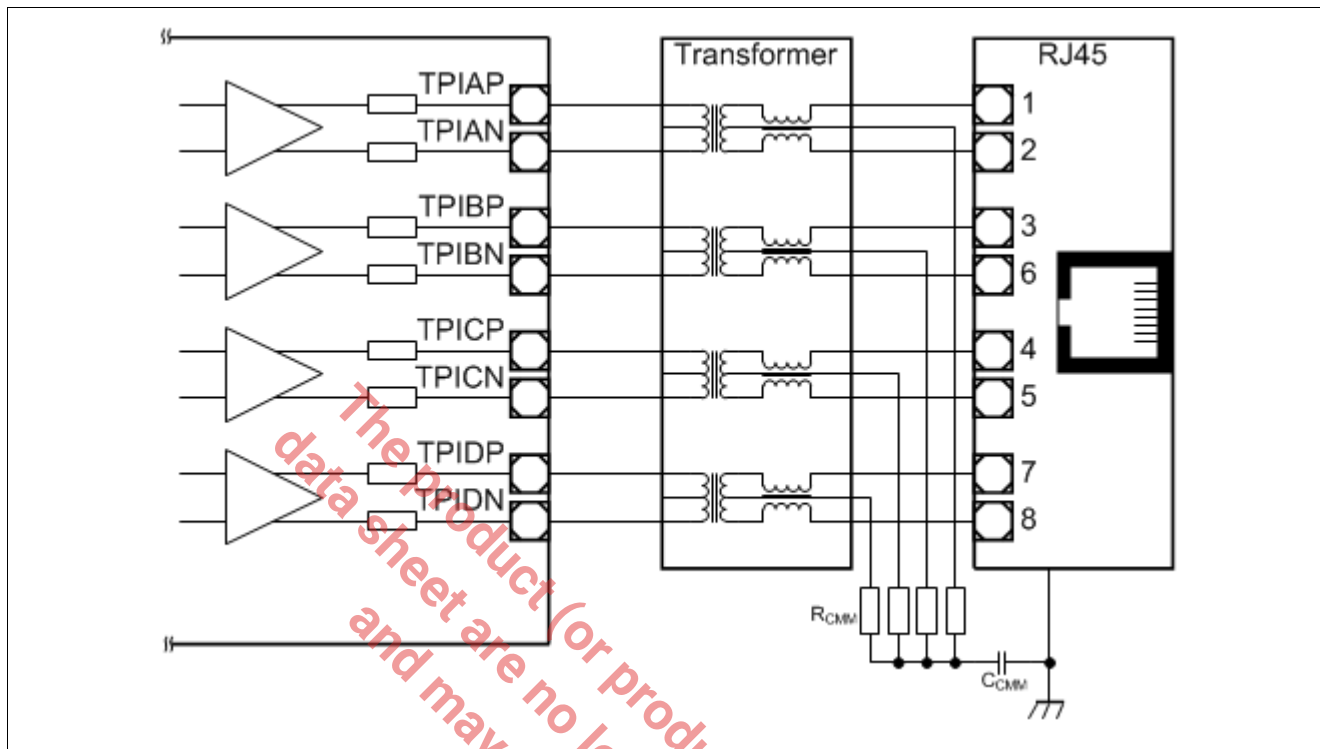 Transformer
RJ45
TPIAP
1
TPIAN
2
TPIBP
3
TPIBN
6
TPICP
4
TPICN
5
TPIDP
7
TPIDN
8
RCMM
CCMM
The product (or produ
data sheet are no lo
and may